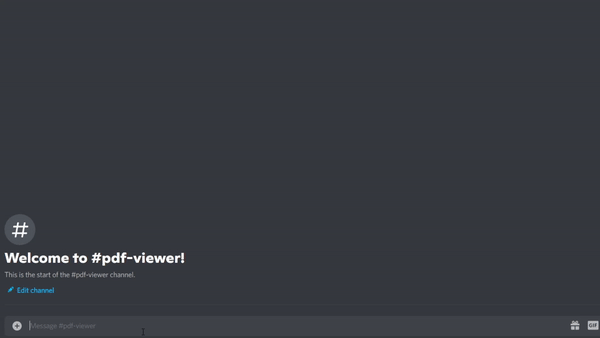 Welcome to #pdf-viewer!
This is the start of the #pdf-viewer channel.
Edit channel
Message #pdf-viewer
GIF